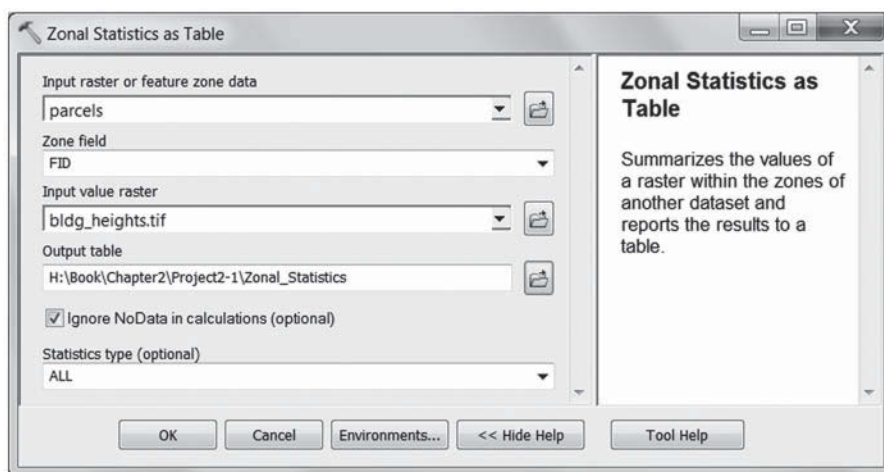 Zonal Statistics as Table
Input raster or feature zone data
parcels
Zone field
FID
Input value raster
bldg_heights.tif
Output table
H:\Book\Chapter2\Project2-1\Zonal_Statistics
Ignore NoData in calculations (optional)
Statistics type (optional)
ALL
OK
Cancel
Environments...
<< Hide Help
Zonal Statistics as
Table
Summarizes the values of
a raster within the zones of
another dataset and
reports the results to a
table.
Tool Help